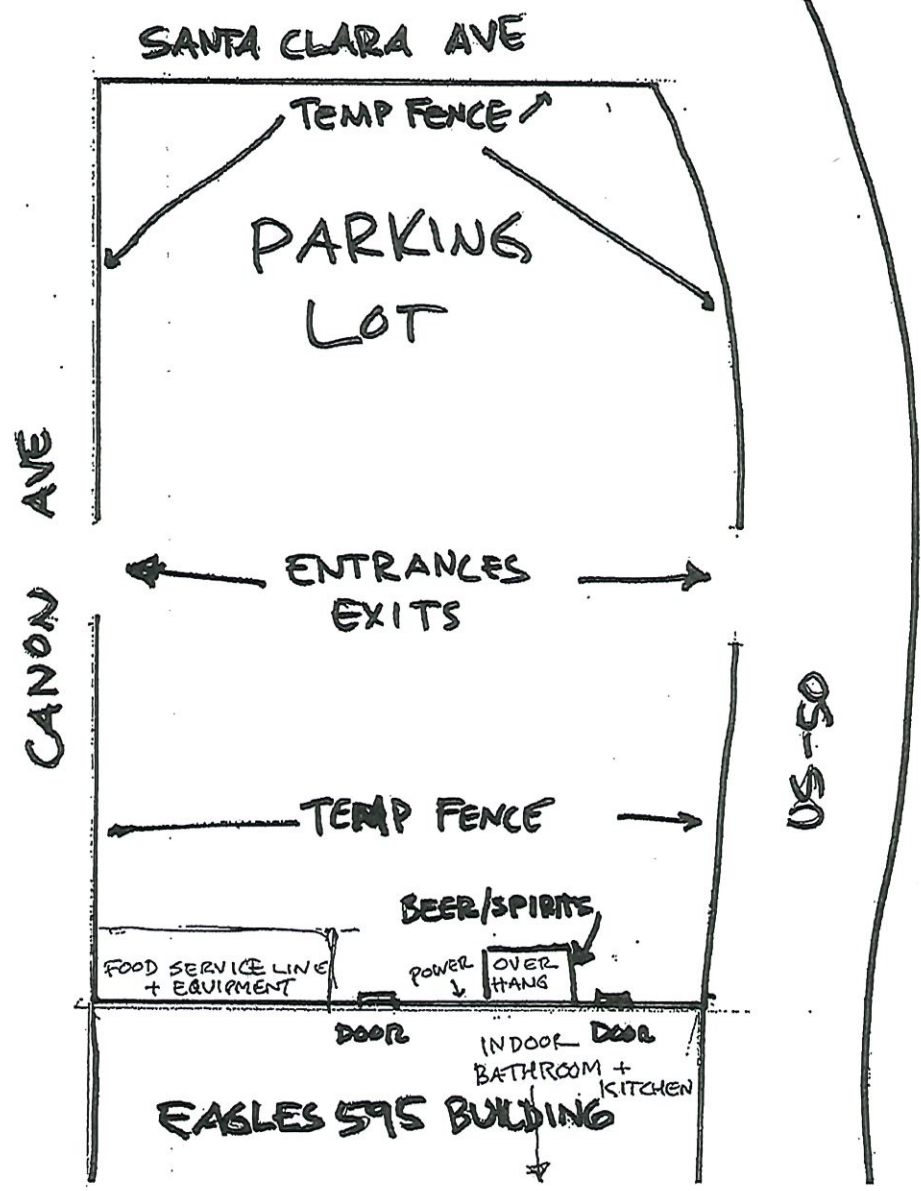 SANTA CLARA AVE
TEMP FENCE
PARKING
LOT
CANON AVE
ENTRANCES
EXITS
US-50
TEMP FENCE
BEER/SPIRITS
FOOD SERVICE LINE
+ EQUIPMENT
POWER
OVER
HANG
DOOR
DOOR
INDOOR
BATHROOM +
KITCHEN
EAGLES 595 BUILDING